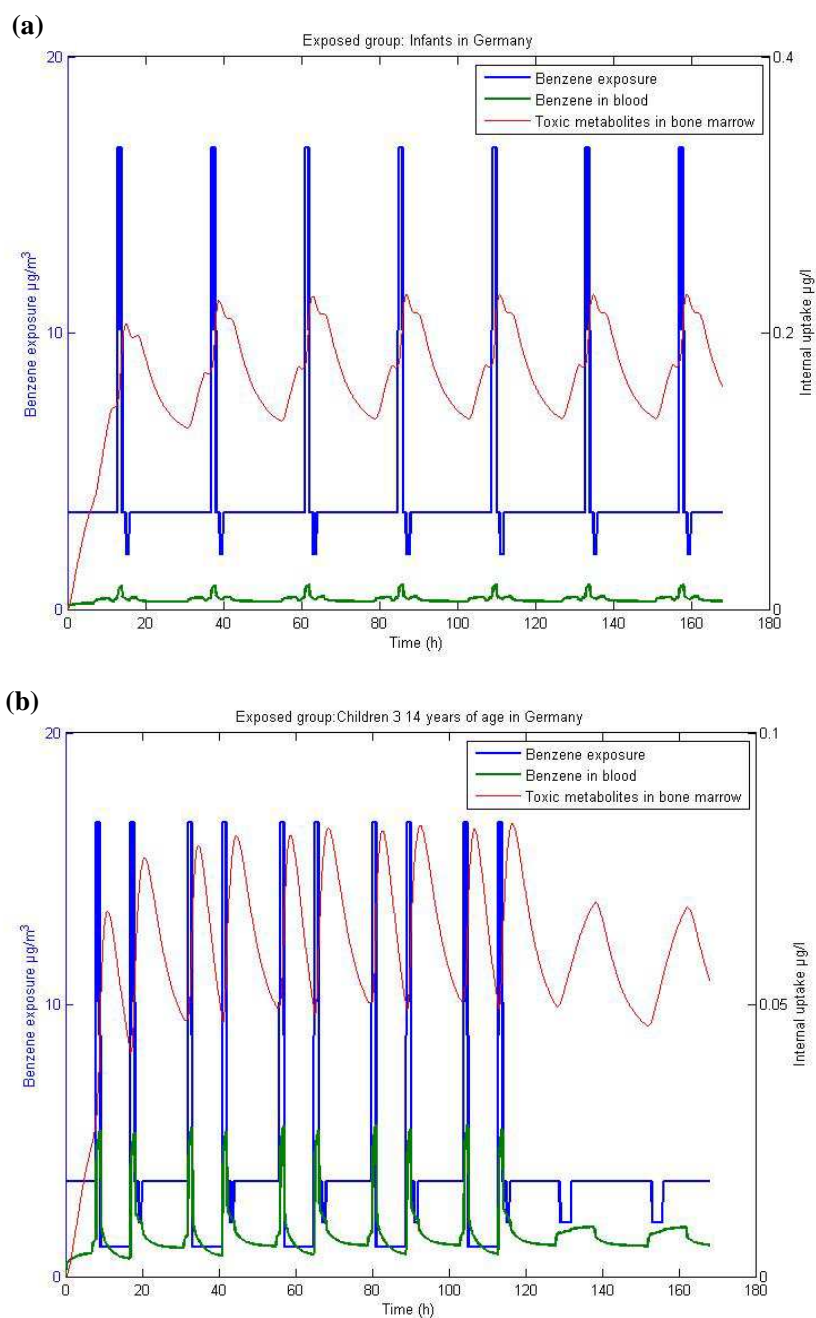 (a)
Exposed group: Infants in Germany
20
0.4
Benzene exposure
Benzene in blood
Toxic metabolites in bone marrow
Benzene exposure µg/m³
10
0.2
Internal uptake µg/l
0
0
0 20 40 60 80 100 120 140 160 180
Time (h)
(b)
Exposed group:Children 3 14 years of age in Germany
20
0.1
Benzene exposure
Benzene in blood
Toxic metabolites in bone marrow
Benzene exposure µg/m³
10
0.05
Internal uptake µg/l
0
0
0 20 40 60 80 100 120 140 160 180
Time (h)